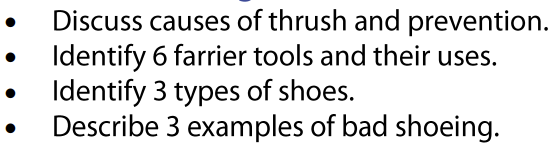 • Discuss causes of thrush and prevention.
• Identify 6 farrier tools and their uses.
• Identify 3 types of shoes.
• Describe 3 examples of bad shoeing.